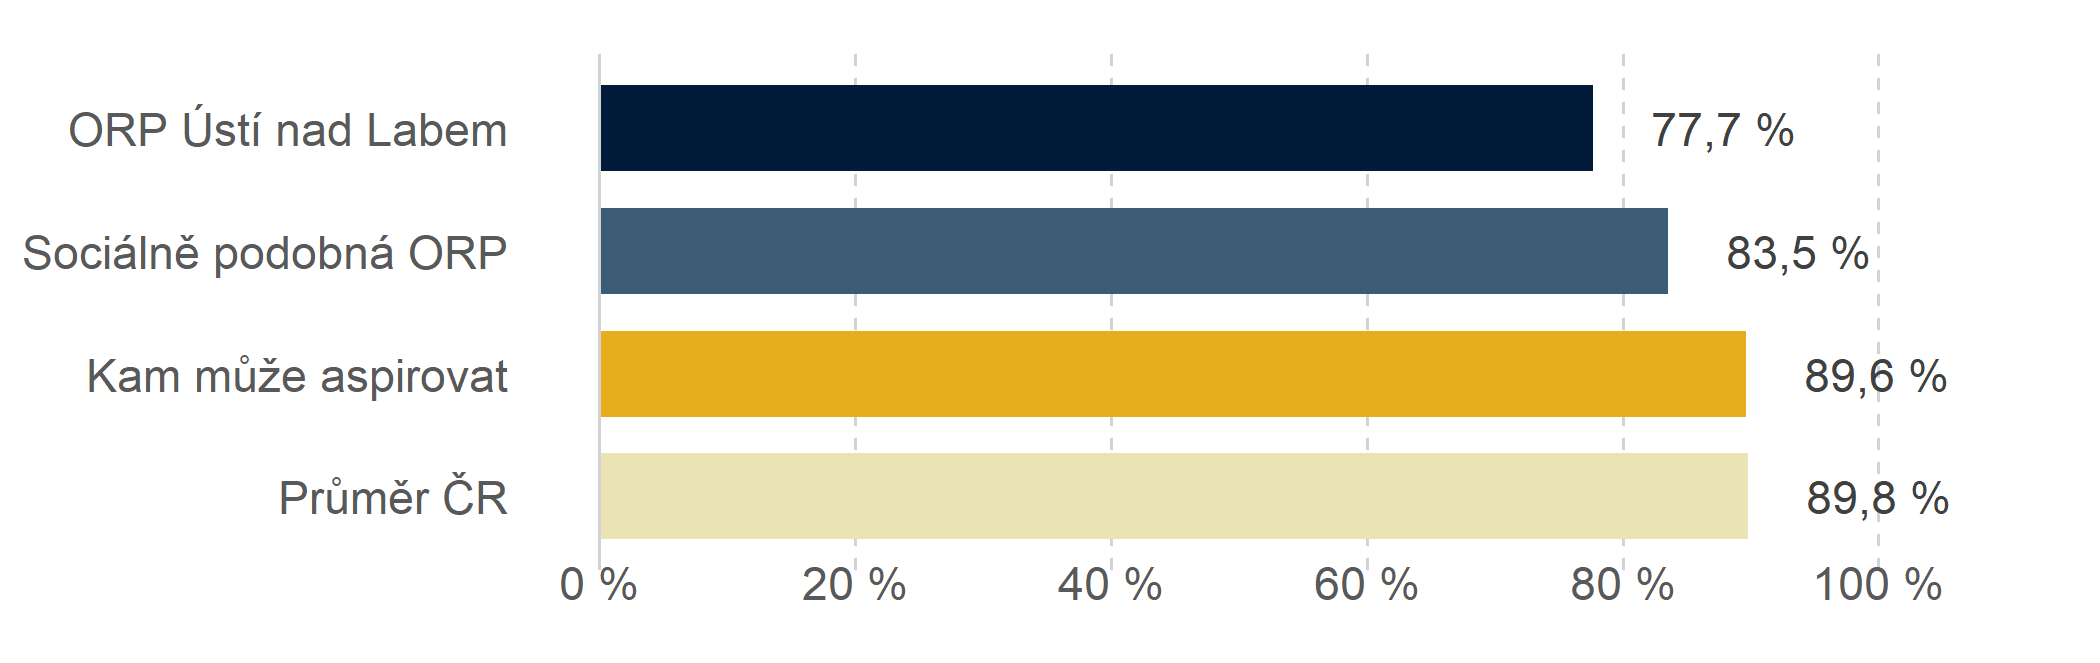 ORP Ústí nad Labem 77,7 %
Sociálně podobná ORP 83,5 %
Kam může aspirovat 89,6 %
Průměr ČR 89,8 %
0 % 20 % 40 % 60 % 80 % 100 %